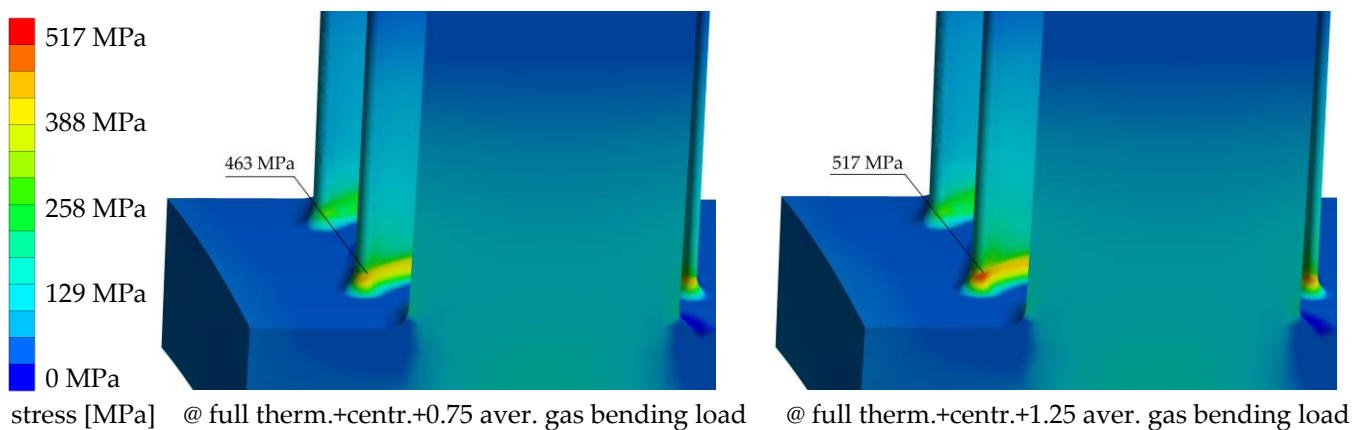 517 MPa
388 MPa
258 MPa
129 MPa
0 MPa
stress [MPa]
463 MPa
@ full therm.+centr.+0.75 aver. gas bending load
517 MPa
@ full therm.+centr.+1.25 aver. gas bending load